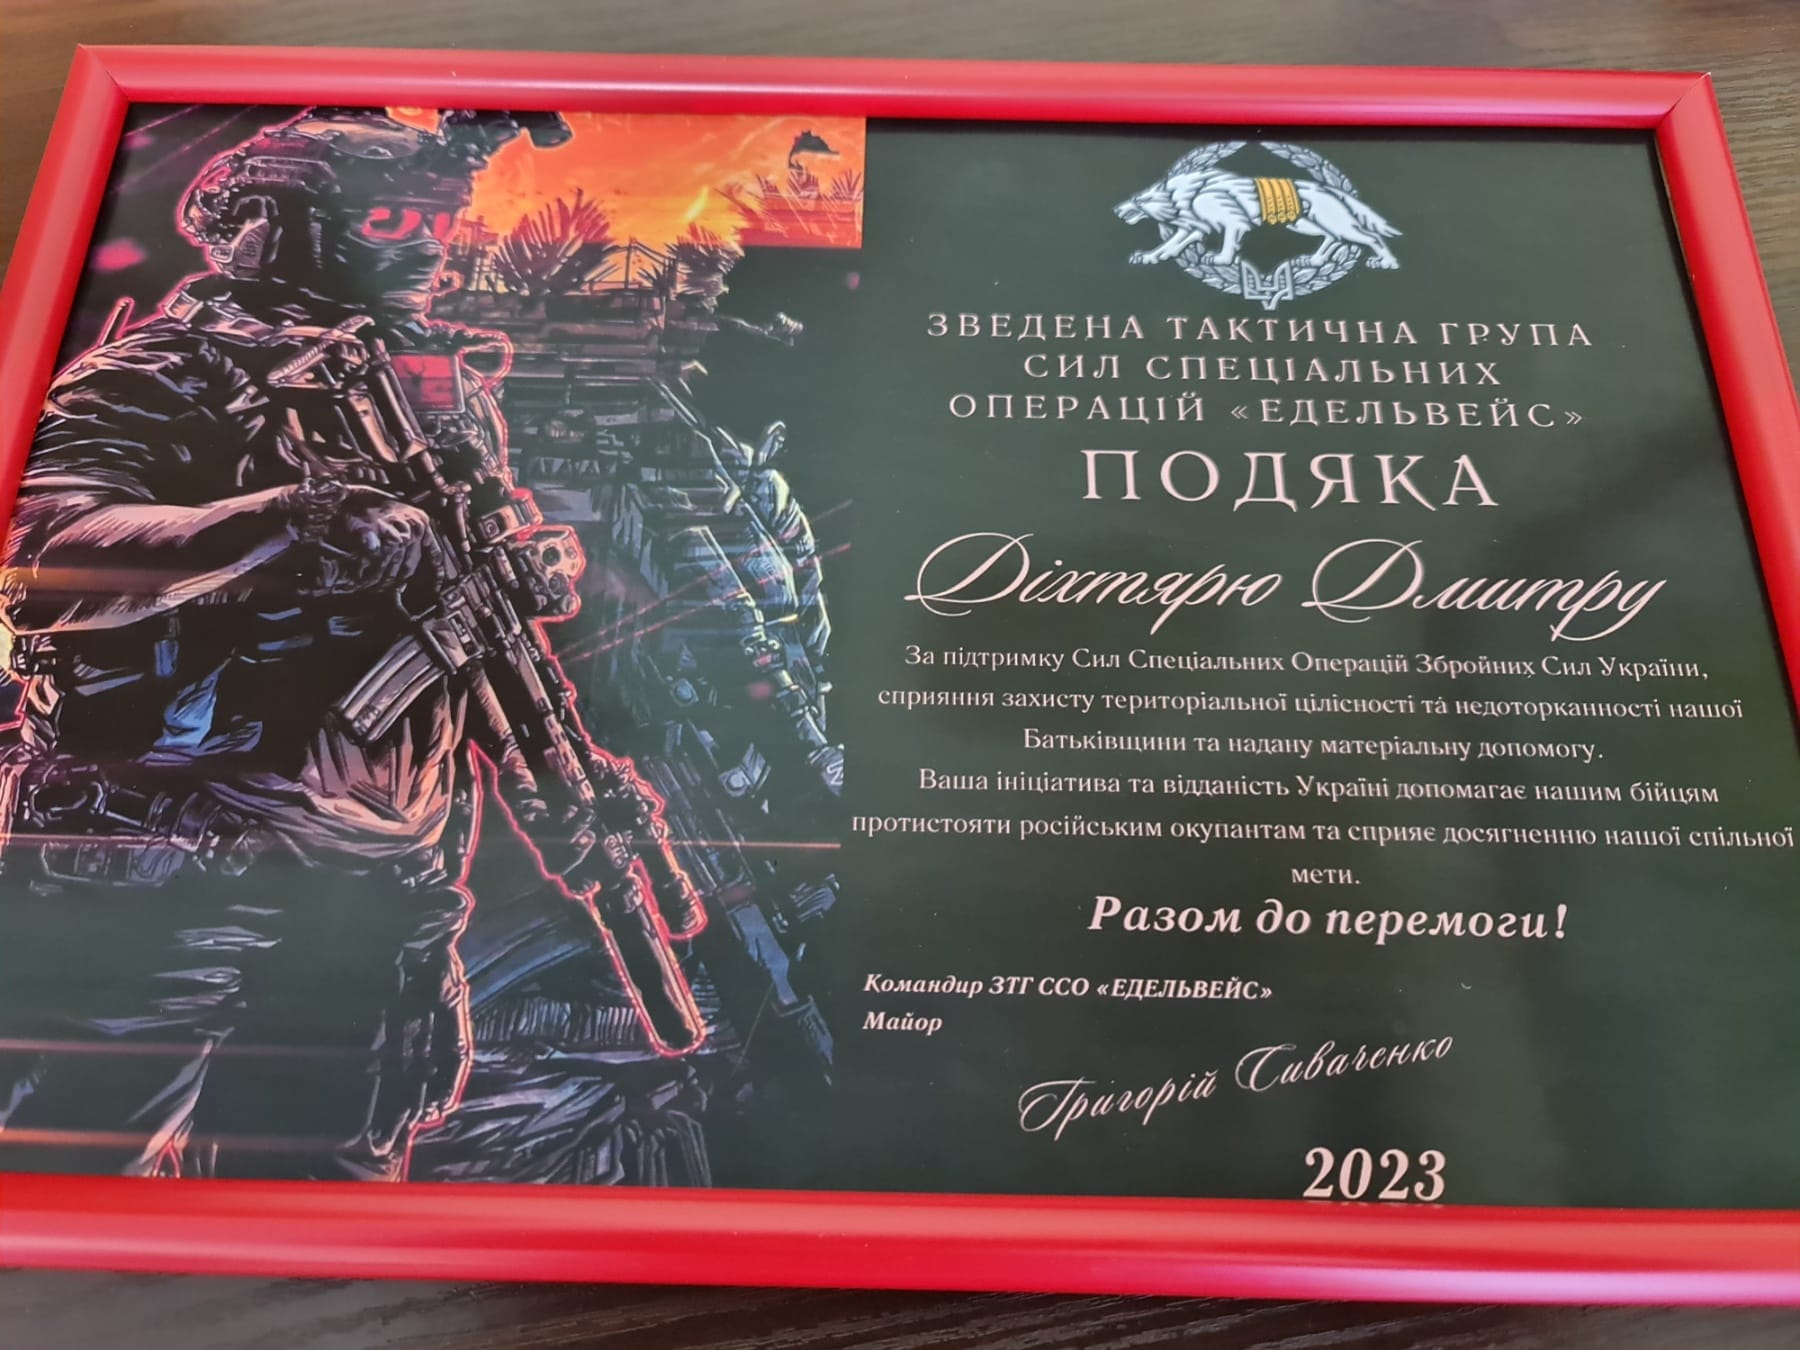 ЗВЕДЕНА ТАКТИЧНА ГРУПА
СИЛ СПЕЦІАЛЬНИХ
ОПЕРАЦІЙ «ЕДЕЛЬВЕЙС»
ПОДЯКА
Діхтярю Дмитру
За підтримку Сил Спеціальних Операцій Збройних Сил України,
сприяння захисту територіальної цілісності та недоторканності нашої
Батьківщини та надану матеріальну допомогу.
Ваша ініціатива та відданість Україні допомагає нашим бійцям
протистояти російським окупантам та сприяє досягненню нашої спільної
мети.
Разом до перемоги!
Командир ЗТГ ССО «ЕДЕЛЬВЕЙС»
Майор
Григорій Сиваченко
2023